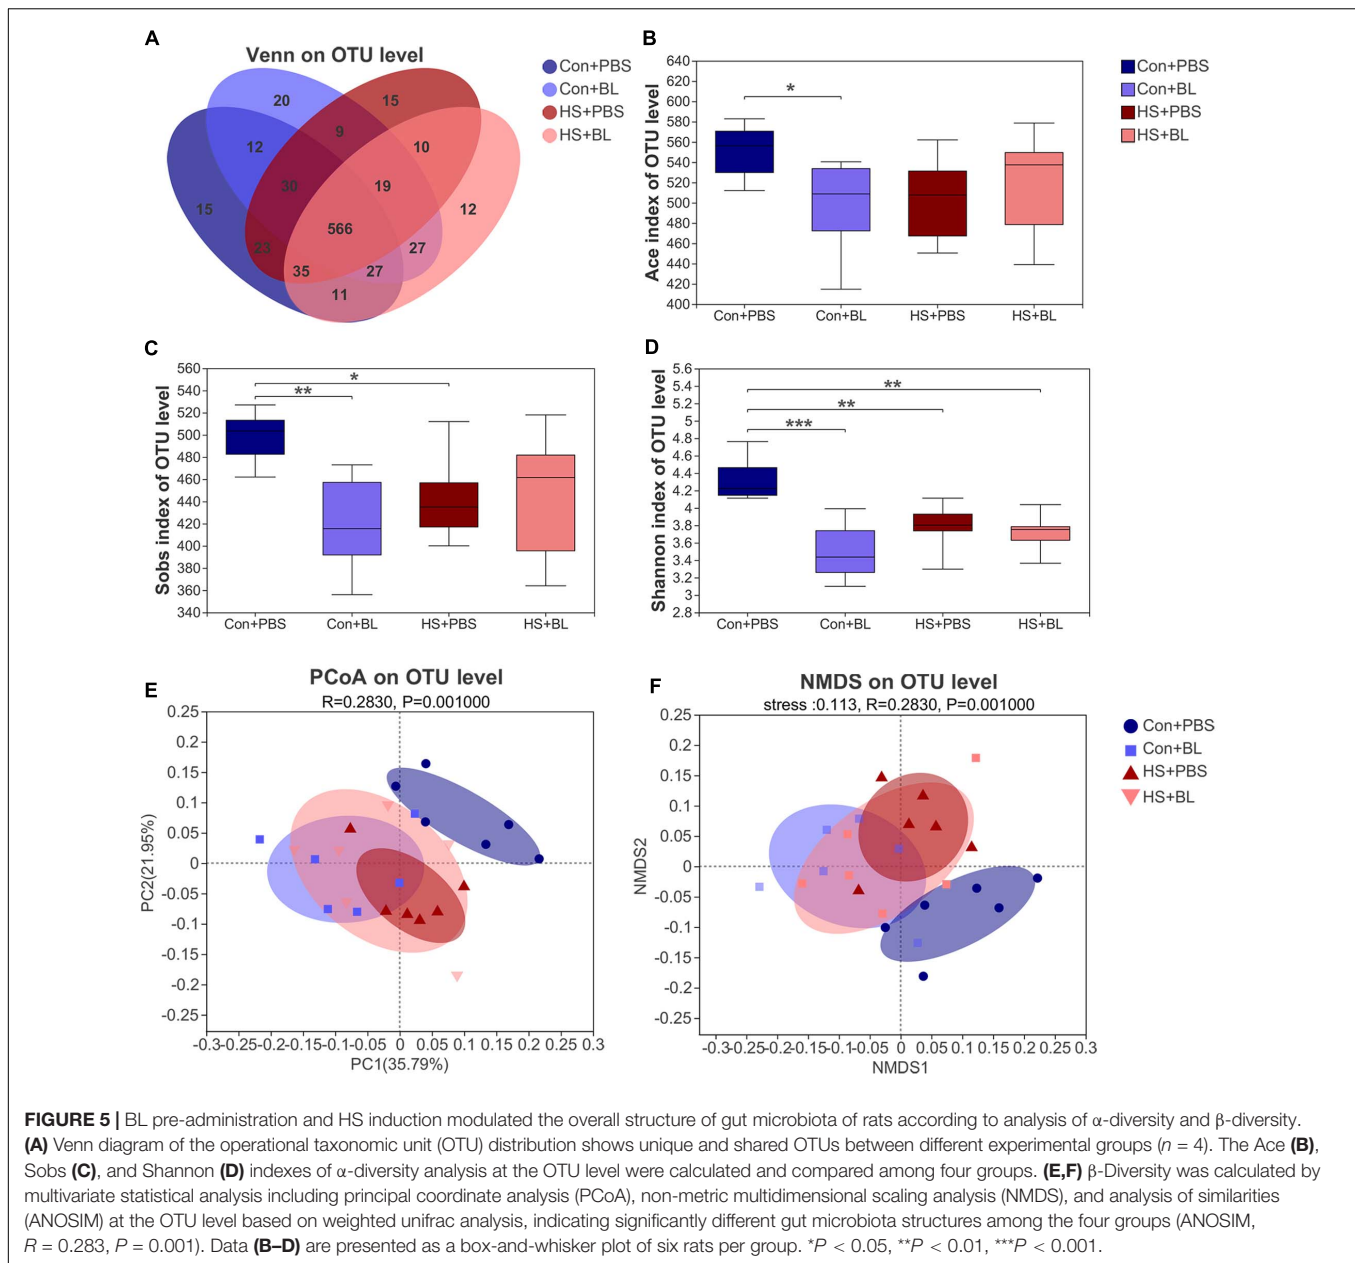 A
Venn on OTU level
Con+PBS
Con+BL
HS+PBS
HS+BL
20
15
9
12
10
30
19
15
12
566
23
27
35
27
11
B
Ace index of OTU level
640
620
600
580
560
540
520
500
480
460
440
420
400
*
Con+PBS
Con+BL
HS+PBS
HS+BL
Con+PBS
Con+BL
HS+PBS
HS+BL
C
Sobs index of OTU level
560
540
520
500
480
460
440
420
400
380
360
340
*
**
Con+PBS
Con+BL
HS+PBS
HS+BL
D
Shannon index of OTU level
5.6
5.4
5.2
5
4.8
4.6
4.4
4.2
4
3.8
3.6
3.4
3.2
3
2.8
**
**
***
Con+PBS
Con+BL
HS+PBS
HS+BL
E
PCoA on OTU level
R=0.2830, P=0.001000
PC2(21.95%)
0.25
0.2
0.15
0.1
0.05
0
-0.05
-0.1
-0.15
-0.2
-0.25
-0.3 -0.25 -0.2 -0.15 -0.1 -0.05 0 0.05 0.1 0.15 0.2 0.25 0.3
PC1(35.79%)
F
NMDS on OTU level
stress :0.113, R=0.2830, P=0.001000
NMDS2
0.25
0.2
0.15
0.1
0.05
0
-0.05
-0.1
-0.15
-0.2
-0.25
-0.3 -0.25 -0.2 -0.15 -0.1 -0.05 0 0.05 0.1 0.15 0.2 0.25 0.3
NMDS1
Con+PBS
Con+BL
HS+PBS
HS+BL
FIGURE 5 | BL pre-administration and HS induction modulated the overall structure of gut microbiota of rats according to analysis of α-diversity and β-diversity.
(A) Venn diagram of the operational taxonomic unit (OTU) distribution shows unique and shared OTUs between different experimental groups (n = 4). The Ace (B),
Sobs (C), and Shannon (D) indexes of α-diversity analysis at the OTU level were calculated and compared among four groups. (E,F) β-Diversity was calculated by
multivariate statistical analysis including principal coordinate analysis (PCoA), non-metric multidimensional scaling analysis (NMDS), and analysis of similarities
(ANOSIM) at the OTU level based on weighted unifrac analysis, indicating significantly different gut microbiota structures among the four groups (ANOSIM,
R = 0.283, P = 0.001). Data (B–D) are presented as a box-and-whisker plot of six rats per group. *P < 0.05, **P < 0.01, ***P < 0.001.